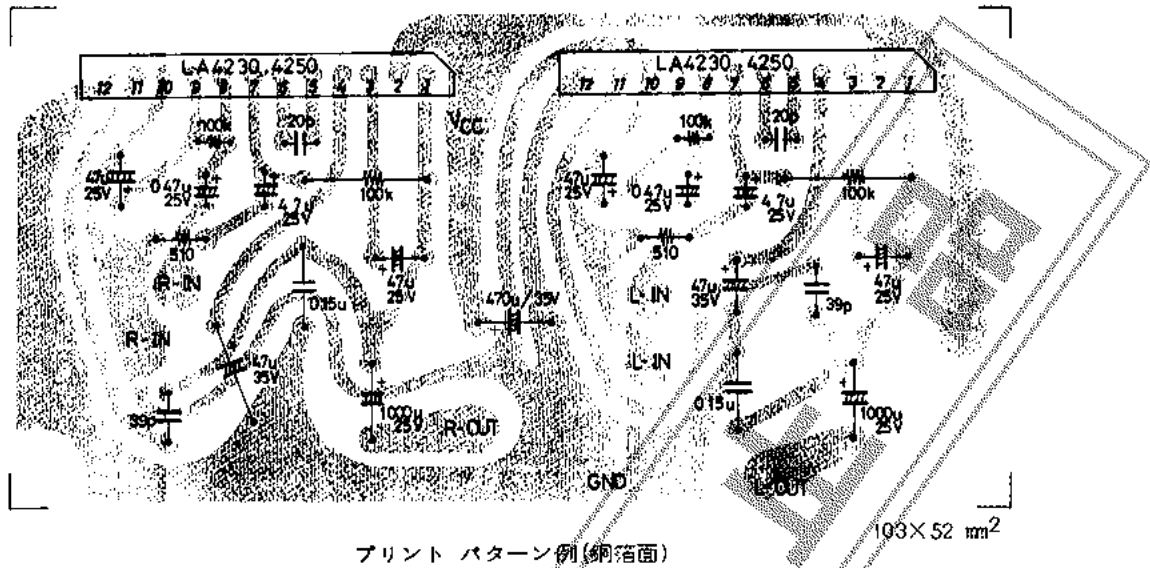 LA4230,4250
12 11 10 9 8 7 6 5 4 3 2 1
100k
20p
VCC
47u
25V
0.47u
25V
4.7u
25V
100k
510
R-IN
47u
25V
0.15u
R-IN
47u
35V
39p
1000u
25V
R-OUT
470u/35V
LA4230,4250
12 11 10 9 8 7 6 5 4 3 2 1
100k
20p
47u
25V
0.47u
25V
4.7u
25V
100k
510
L-IN
47u
35V
39p
47u
25V
L-IN
0.15u
1000u
25V
GND
L-OUT
103×52 mm²
プリント パターン例(銅箔面)